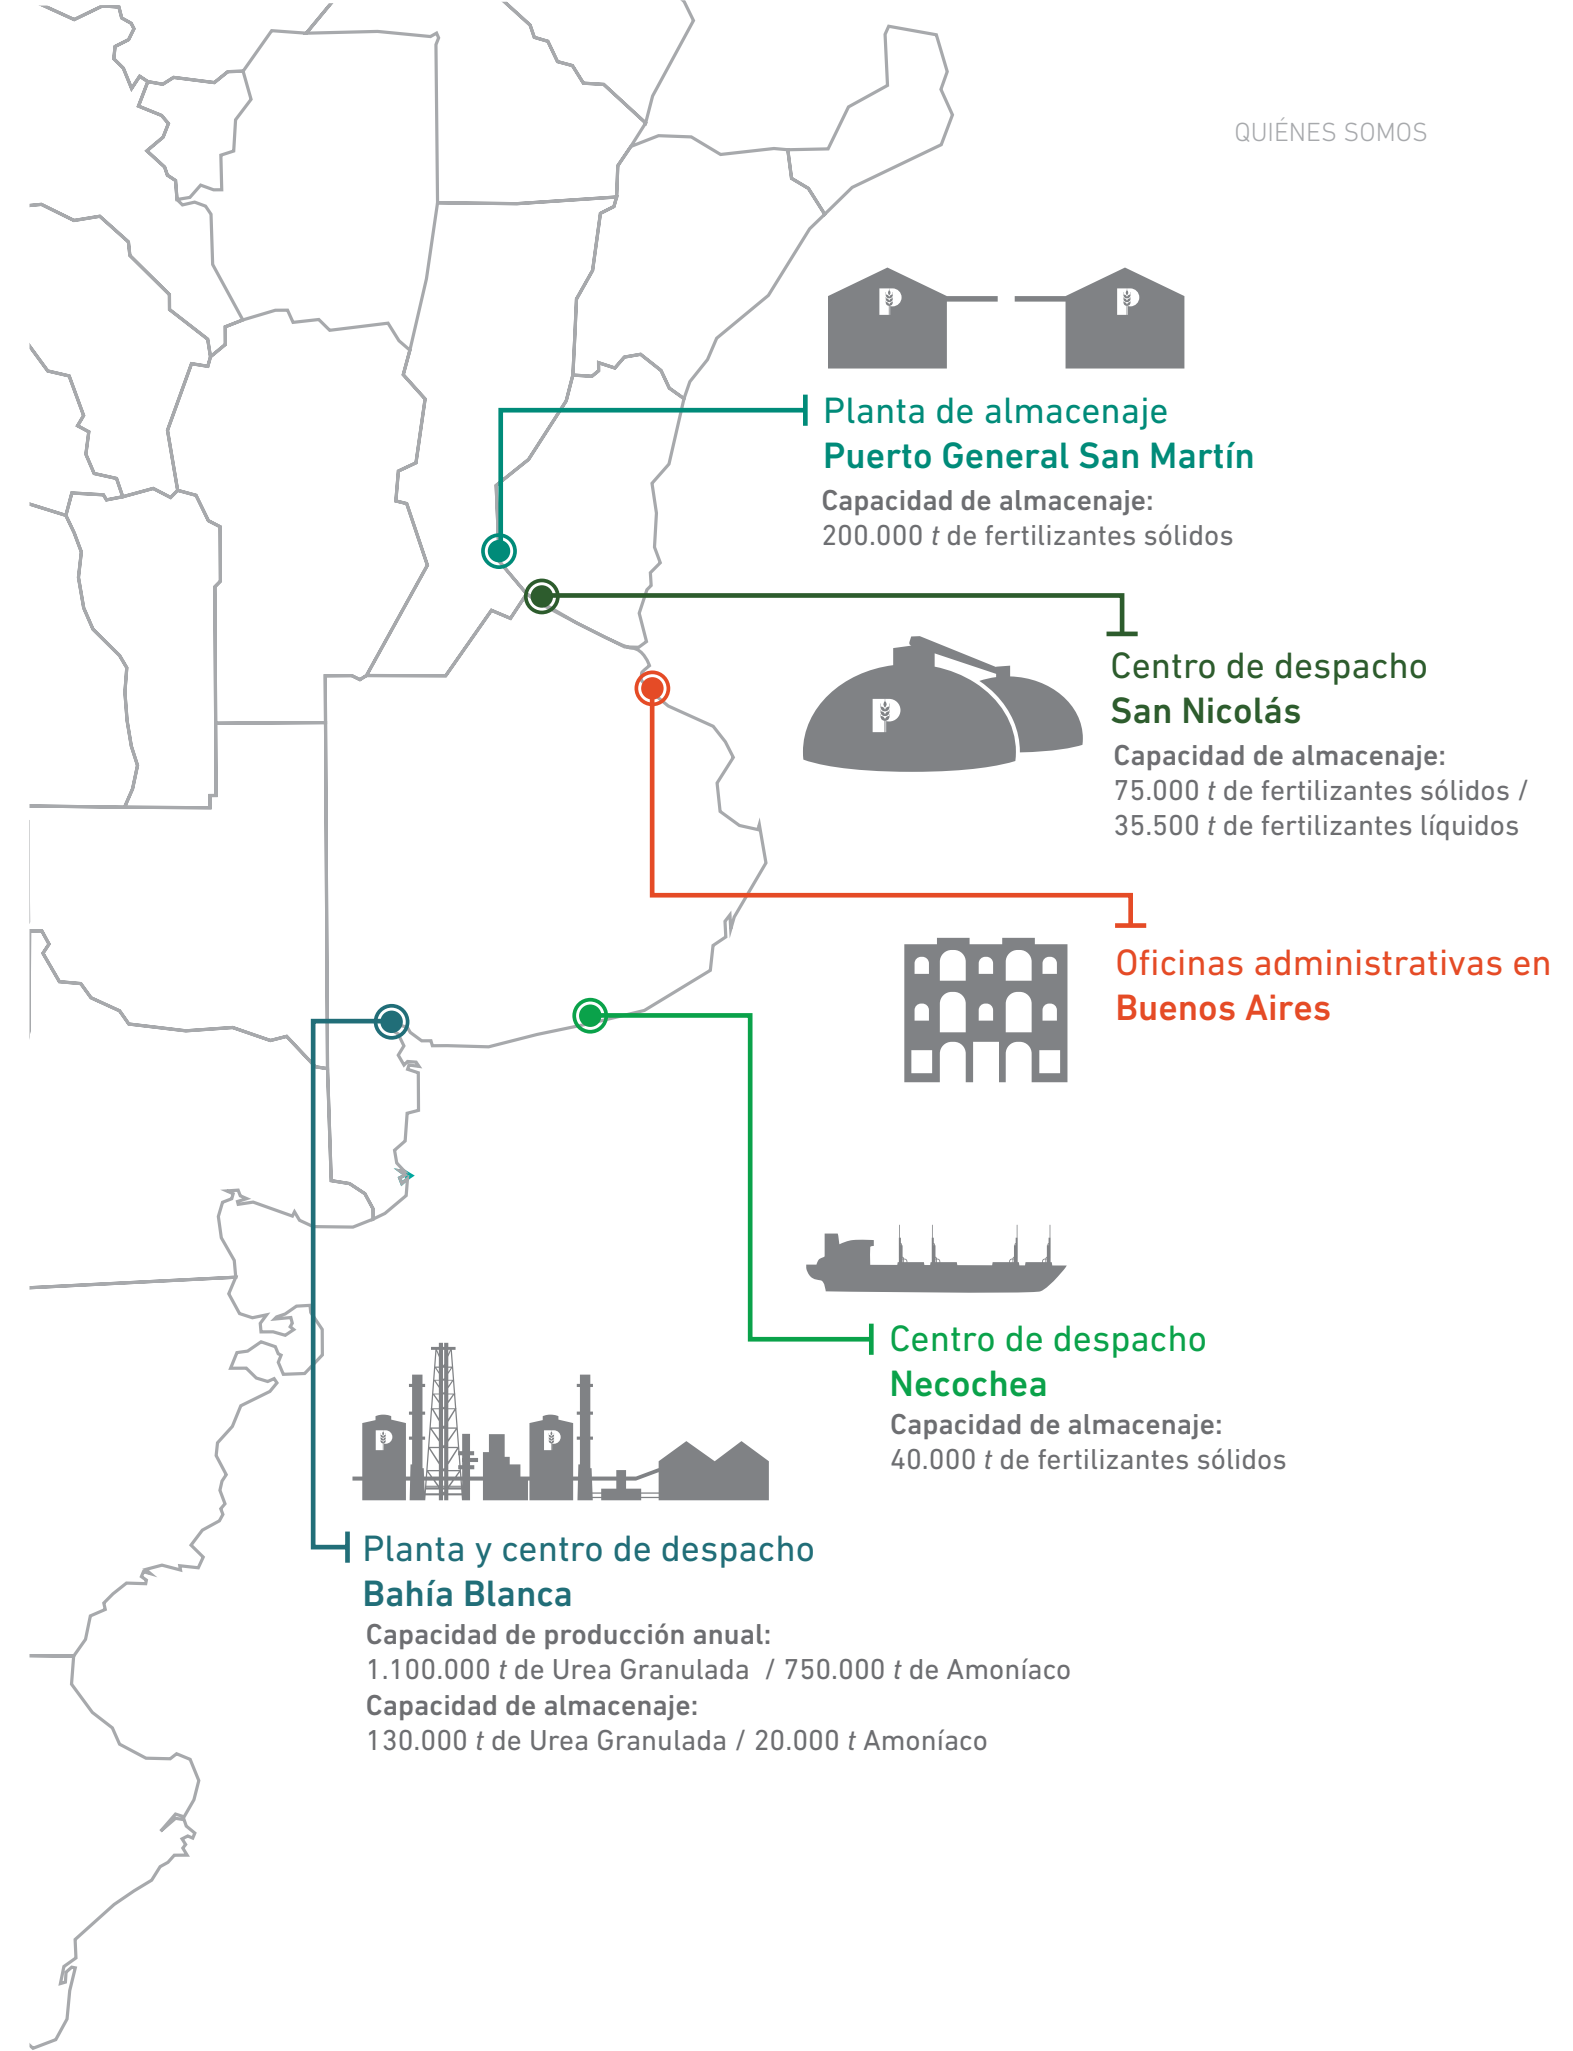 QUIÉNES SOMOS
Planta de almacenaje
Puerto General San Martín
Capacidad de almacenaje:
200.000 t de fertilizantes sólidos
Centro de despacho
San Nicolás
Capacidad de almacenaje:
75.000 t de fertilizantes sólidos /
35.500 t de fertilizantes líquidos
Oficinas administrativas en
Buenos Aires
Centro de despacho
Necochea
Capacidad de almacenaje:
40.000 t de fertilizantes sólidos
Planta y centro de despacho
Bahía Blanca
Capacidad de producción anual:
1.100.000 t de Urea Granulada / 750.000 t de Amoníaco
Capacidad de almacenaje:
130.000 t de Urea Granulada / 20.000 t Amoníaco